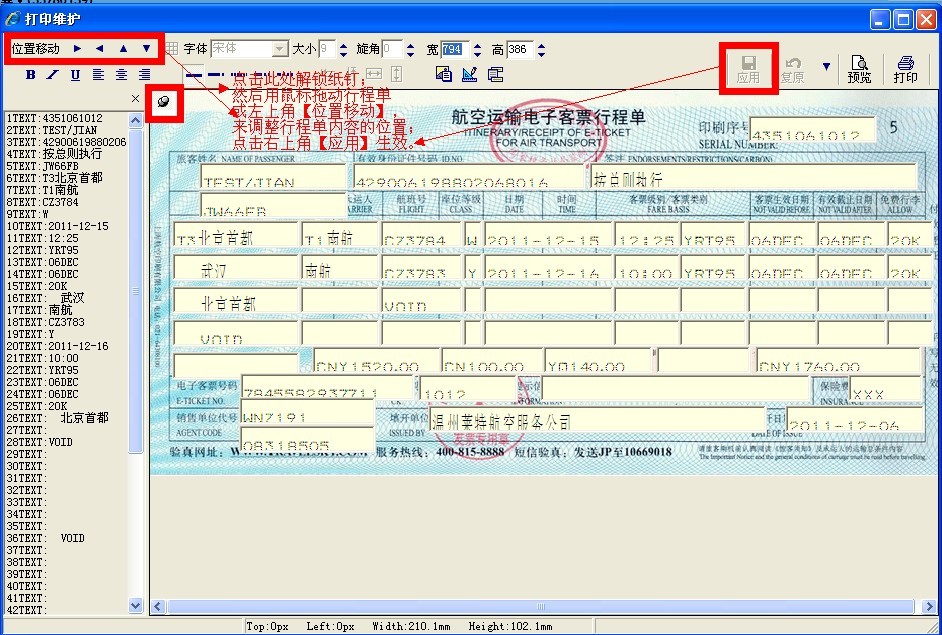 打印维护
位置移动 字体 宋体 大小 9 旋角 0 宽 794 高 386
B I U
应用 复原 预览 打印
点击此处解锁纸钉，
然后用鼠标拖动行程单
或左上角【位置移动】，
来调整行程单内容的位置；
点击右上角【应用】生效。
1TEXT:4351061012
2TEXT:TEST/JIAN
3TEXT:42900619880206
4TEXT:按总则执行
5TEXT:JW66FB
6TEXT:T3北京首都
7TEXT:T1南航
8TEXT:CZ3784
9TEXT:W
10TEXT:2011-12-15
11TEXT:12:25
12TEXT:YRT95
13TEXT:06DEC
14TEXT:06DEC
15TEXT:20K
16TEXT: 武汉
17TEXT:南航
18TEXT:CZ3783
19TEXT:Y
20TEXT:2011-12-16
21TEXT:10:00
22TEXT:YRT95
23TEXT:06DEC
24TEXT:06DEC
25TEXT:20K
26TEXT: 北京首都
27TEXT:
28TEXT:VOID
29TEXT:
30TEXT:
31TEXT:
32TEXT:
33TEXT:
34TEXT:
35TEXT:
36TEXT: VOID
37TEXT:
38TEXT:
39TEXT:
40TEXT:
41TEXT:
42TEXT:
航空运输电子客票行程单
ITINERARY/RECEIPT OF E-TICKET
FOR AIR TRANSPORT
印刷序号 4351061012 5
SERIAL NUMBER:
旅客姓名 NAME OF PASSENGER 有效身份证件号码 ID.NO. 签注 ENDORSEMENTS/RESTRICTIONS(CARBON)
TEST/JIAN 429006198802068016 按总则执行
JW66FB
航班号 座位等级 日期 时间 客票级别/客票类别 客票生效日期 有效截止日期 免费行李
FLIGHT CLASS DATE TIME FARE BASIS NOT VALID BEFORE NOT VALID AFTER ALLOW
T3北京首都 T1南航 CZ3784 W 2011-12-15 12:25 YRT95 06DEC 06DEC 20K
武汉 南航 CZ3783 Y 2011-12-16 10:00 YRT95 06DEC 06DEC 20K
北京首都 VOID
VOID
CNY1520.00 CN100.00 YQ140.00 CNY1760.00
电子客票号码 7845582937711 1012 保险费 XXX
E-TICKET NO. CK INSURANCE
销售单位代号 WNZ191 填开单位 温州莱特航空服务公司 2011-12-06
AGENT CODE 08318505 ISSUED BY DATE OF ISSUE
发票专用章
验真网址： 服务热线：400-815-8888 短信验真：发送JP至10669018
The Important Notice and the general conditions of carriage must be read before travelling
Top:0px Left:0px Width:210.1mm Height:102.1mm